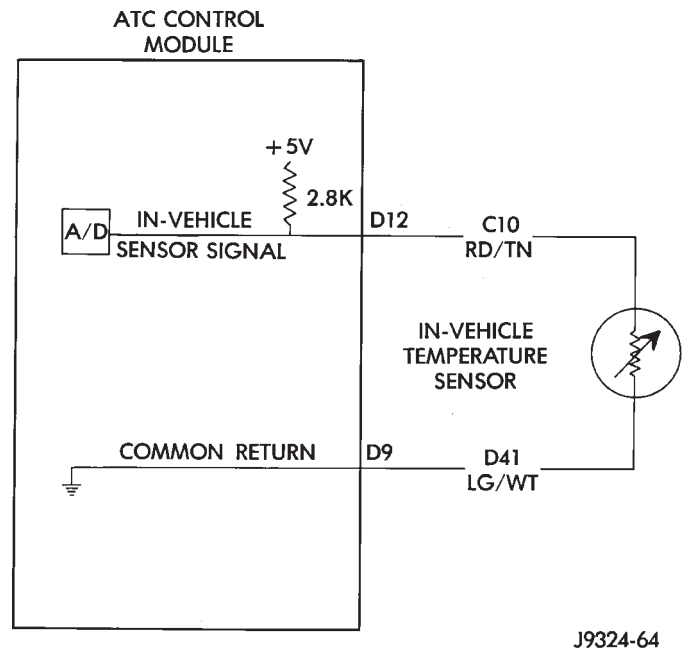 ATC CONTROL
MODULE
+5V
2.8K
A/D
IN-VEHICLE
SENSOR SIGNAL
D12
C10
RD/TN
IN-VEHICLE
TEMPERATURE
SENSOR
COMMON RETURN
D9
D41
LG/WT
J9324-64